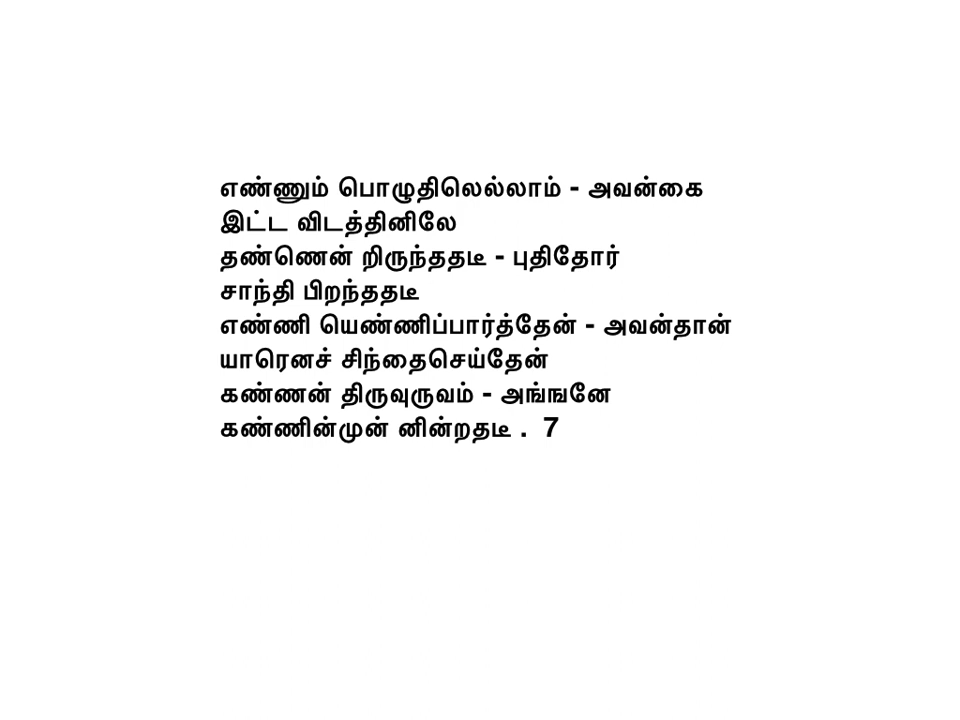 எண்ணும் பொழுதிலெல்லாம் - அவன்கை
இட்ட விடத்தினிலே
தண்ணென் றிருந்ததடீ - புதிதோர்
சாந்தி பிறந்ததடீ
எண்ணி யெண்ணிப்பார்த்தேன் - அவன்தான்
யாரெனச் சிந்தைசெய்தேன்
கண்ணன் திருவுருவம் - அங்ஙனே
கண்ணின்முன் னின்றதடீ . 7